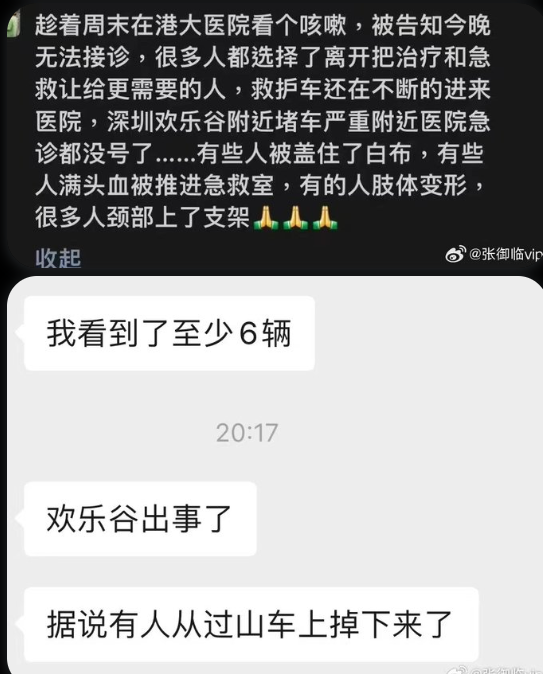 趁着周末在港大医院看个咳嗽，被告知今晚
无法接诊，很多人都选择了离开把治疗和急
救让给更需要的人，救护车还在不断的进来
医院，深圳欢乐谷附近堵车严重附近医院急
诊都没号了......有些人被盖住了白布，有些
人满头血被推进急救室，有的人肢体变形，
很多人颈部上了支架🙏🙏🙏
收起
@张御临vip
我看到了至少6辆
20:17
欢乐谷出事了
据说有人从过山车上掉下来了